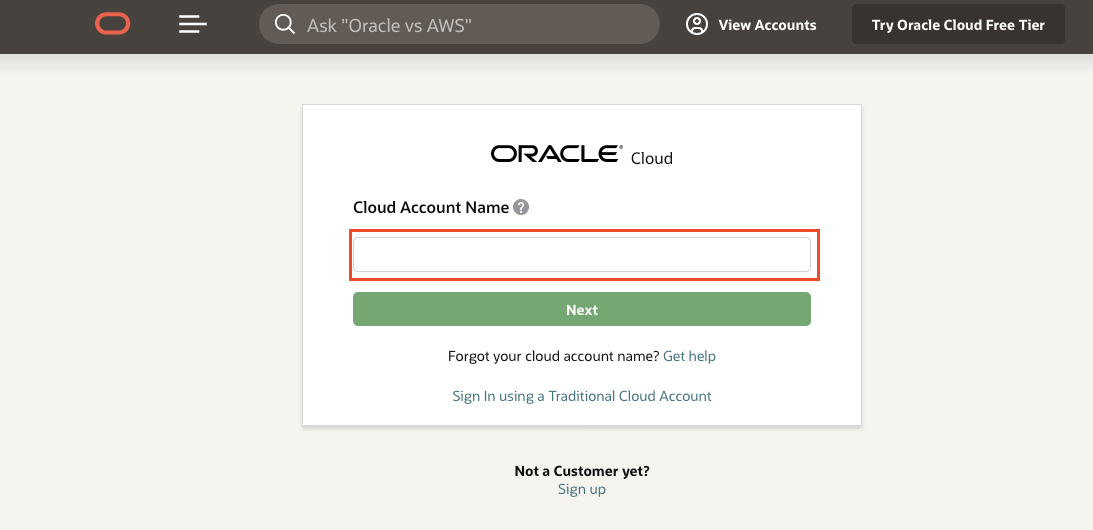 Ask "Oracle vs AWS"
View Accounts
Try Oracle Cloud Free Tier
ORACLE® Cloud
Cloud Account Name ?
Next
Forgot your cloud account name? Get help
Sign In using a Traditional Cloud Account
Not a Customer yet?
Sign up